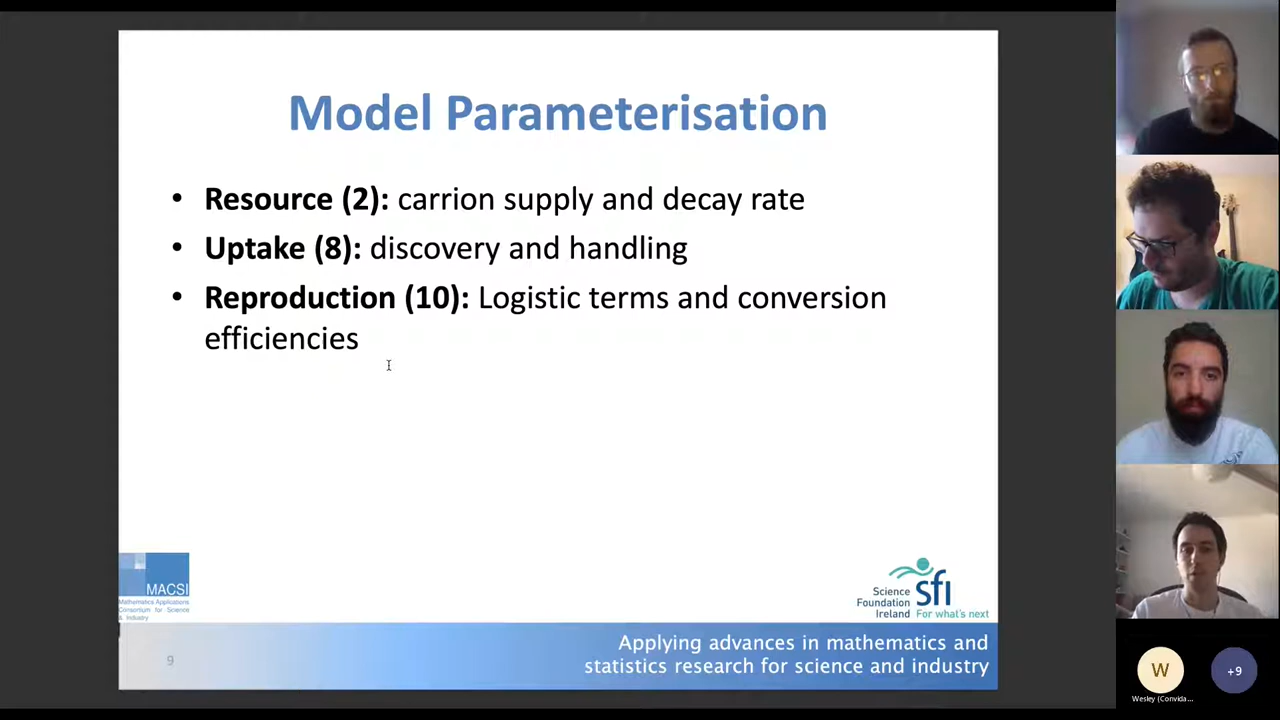 Model Parameterisation
• Resource (2): carrion supply and decay rate
• Uptake (8): discovery and handling
• Reproduction (10): Logistic terms and conversion
efficiencies
MACSI
Mathematics Applications
Consortium for Science
& Industry
Science
Foundation
Ireland
sfi
For what's next
Applying advances in mathematics and
statistics research for science and industry
9
W
+9
Wesley (Convida...